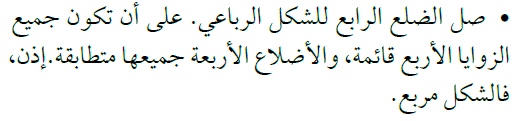 • صل الضلع الرابع للشكل الرباعي. على أن تكون جميع
الزوايا الأربع قائمة، والأضلاع الأربعة جميعها متطابقة.إذن،
فالشكل مربع.